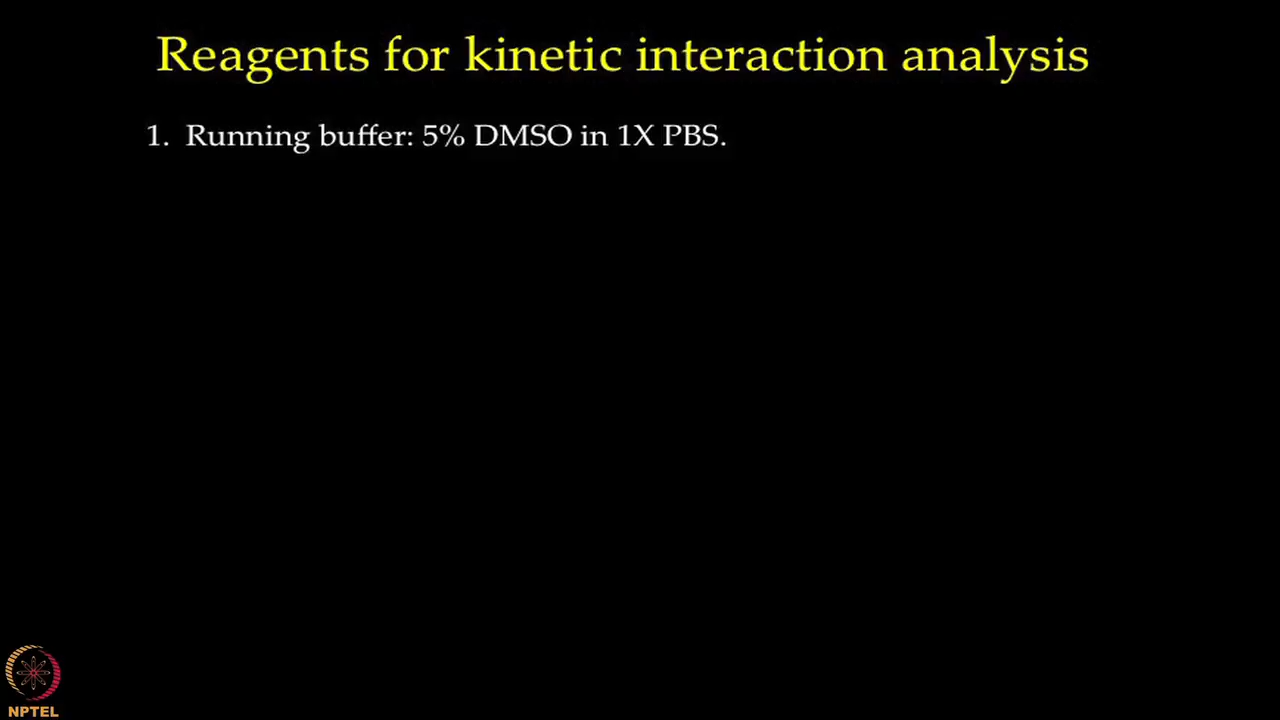 Reagents for kinetic interaction analysis
1. Running buffer: 5% DMSO in 1X PBS.
NPTEL